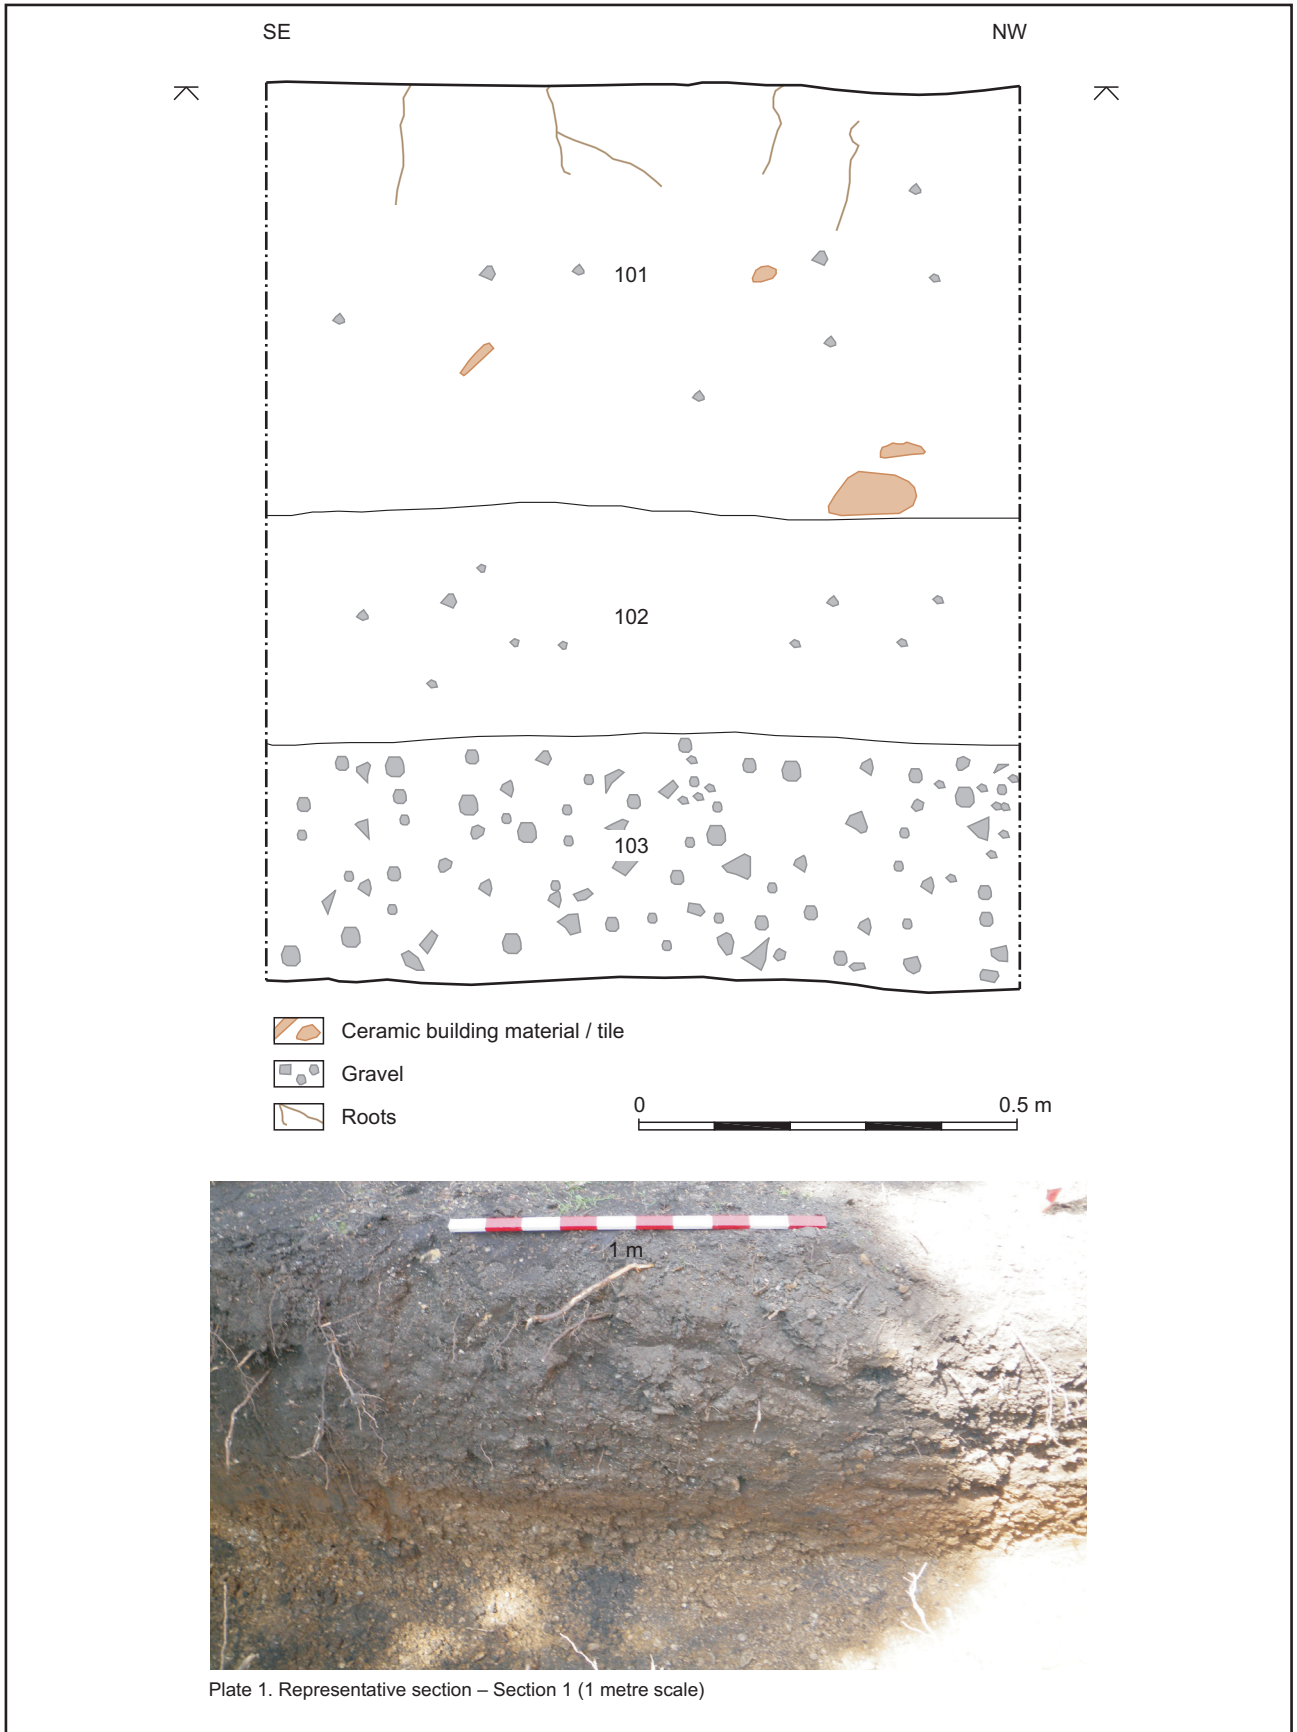 SE NW
101
102
103
Ceramic building material / tile
Gravel
Roots
0 0.5 m
1 m
Plate 1. Representative section – Section 1 (1 metre scale)